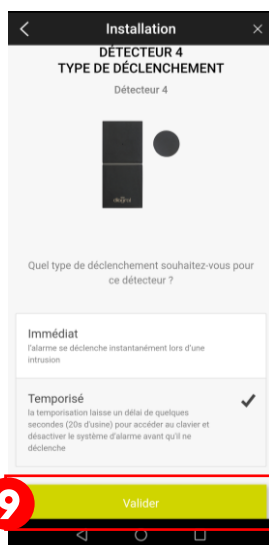 Installation
DÉTECTEUR 4
TYPE DE DÉCLENCHEMENT
Détecteur 4
Quel type de déclenchement souhaitez-vous pour
ce détecteur ?
Immédiat
l'alarme se déclenche instantanément lors d'une
intrusion
Temporisé
la temporisation laisse un délai de quelques
secondes (20s d'usine) pour accéder au clavier et
désactiver le système d'alarme avant qu'il ne
déclenche
9
Valider